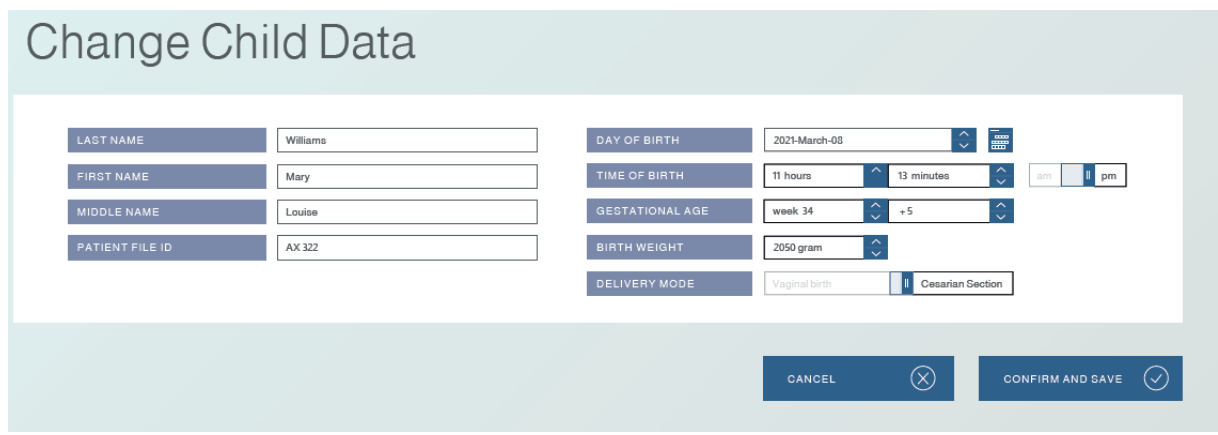 Change Child Data
LAST NAME Williams
FIRST NAME Mary
MIDDLE NAME Louise
PATIENT FILE ID AX 322
DAY OF BIRTH 2021-March-08
TIME OF BIRTH 11 hours 13 minutes am pm
GESTATIONAL AGE week 34 +5
BIRTH WEIGHT 2050 gram
DELIVERY MODE Vaginal birth Cesarian Section
CANCEL CONFIRM AND SAVE